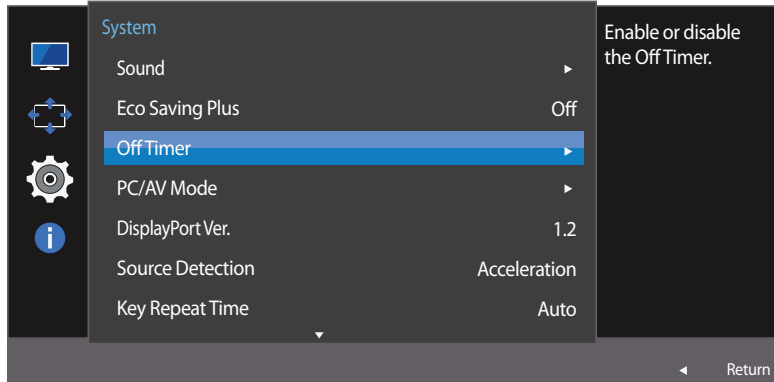 System
Sound
Eco Saving Plus Off
Off Timer
PC/AV Mode
DisplayPort Ver. 1.2
Source Detection Acceleration
Key Repeat Time Auto
Enable or disable
the Off Timer.
Return